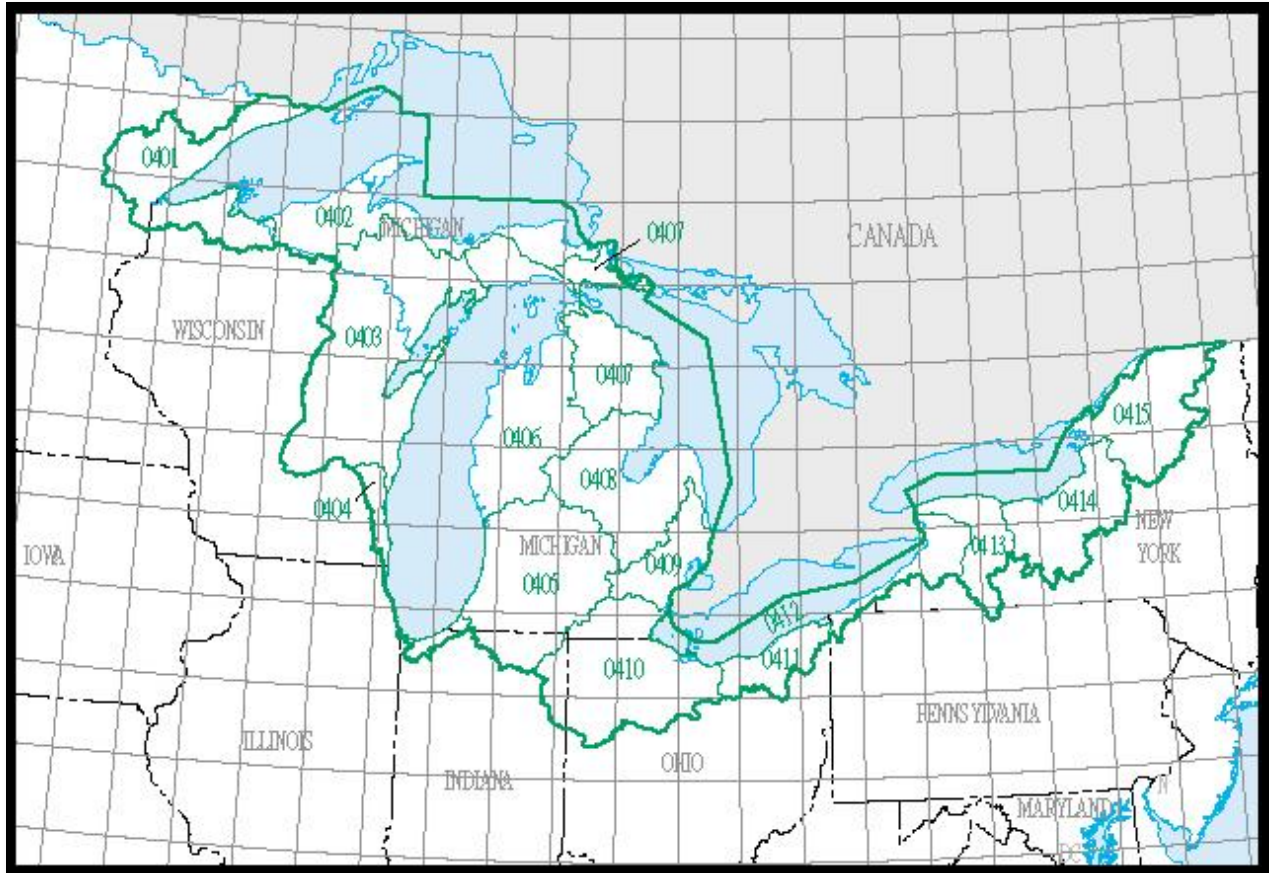 0401
0402
MICHIGAN
0407
CANADA
WISCONSIN
0403
0407
0415
0406
0408
0414
0404
NEW
YORK
IOWA
MICHIGAN
0409
0413
0405
0412
0410
0411
PENNSYLVANIA
ILLINOIS
OHIO
INDIANA
N
MARYLAND
DC